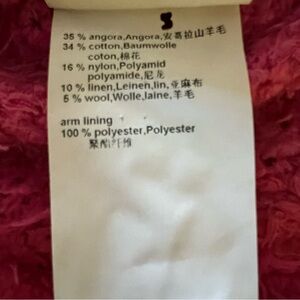 S
35 % angora,Angora,安哥拉山羊毛
34 % cotton,Baumwolle
coton,棉花
16 % nylon,Polyamid
polyamide,尼龙
10 % linen,Leinen,lin,亚麻布
5 % wool,Wolle,laine,羊毛
arm lining
100 % polyester,Polyester
聚酯纤维